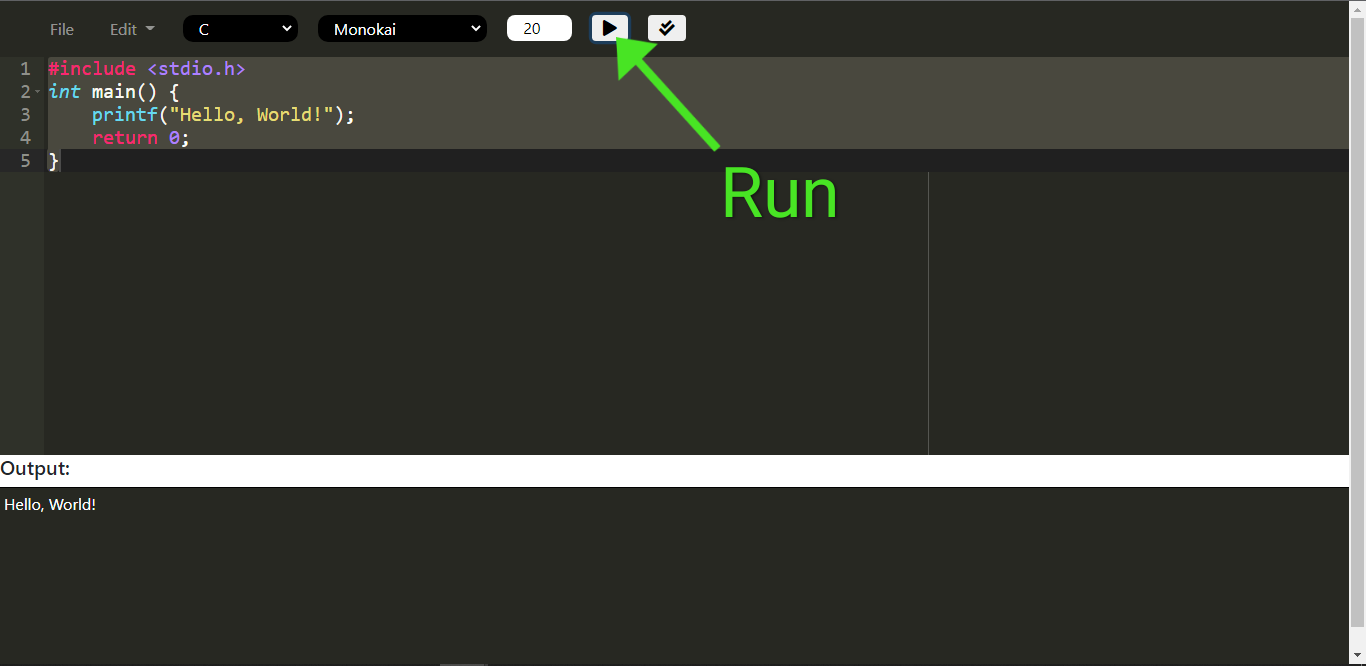 File Edit C Monokai 20
1 #include <stdio.h>
2 int main() {
3     printf("Hello, World!");
4     return 0;
5 }
Run
Output:
Hello, World!